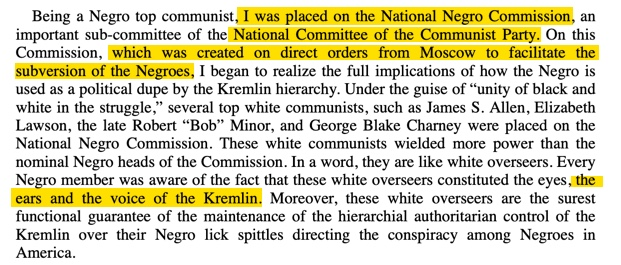 Being a Negro top communist, I was placed on the National Negro Commission, an
important sub-committee of the National Committee of the Communist Party. On this
Commission, which was created on direct orders from Moscow to facilitate the
subversion of the Negroes, I began to realize the full implications of how the Negro is
used as a political dupe by the Kremlin hierarchy. Under the guise of “unity of black and
white in the struggle,” several top white communists, such as James S. Allen, Elizabeth
Lawson, the late Robert “Bob” Minor, and George Blake Charney were placed on the
National Negro Commission. These white communists wielded more power than the
nominal Negro heads of the Commission. In a word, they are like white overseers. Every
Negro member was aware of the fact that these white overseers constituted the eyes, the
ears and the voice of the Kremlin. Moreover, these white overseers are the surest
functional guarantee of the maintenance of the hierarchial authoritarian control of the
Kremlin over their Negro lick spittles directing the conspiracy among Negroes in
America.